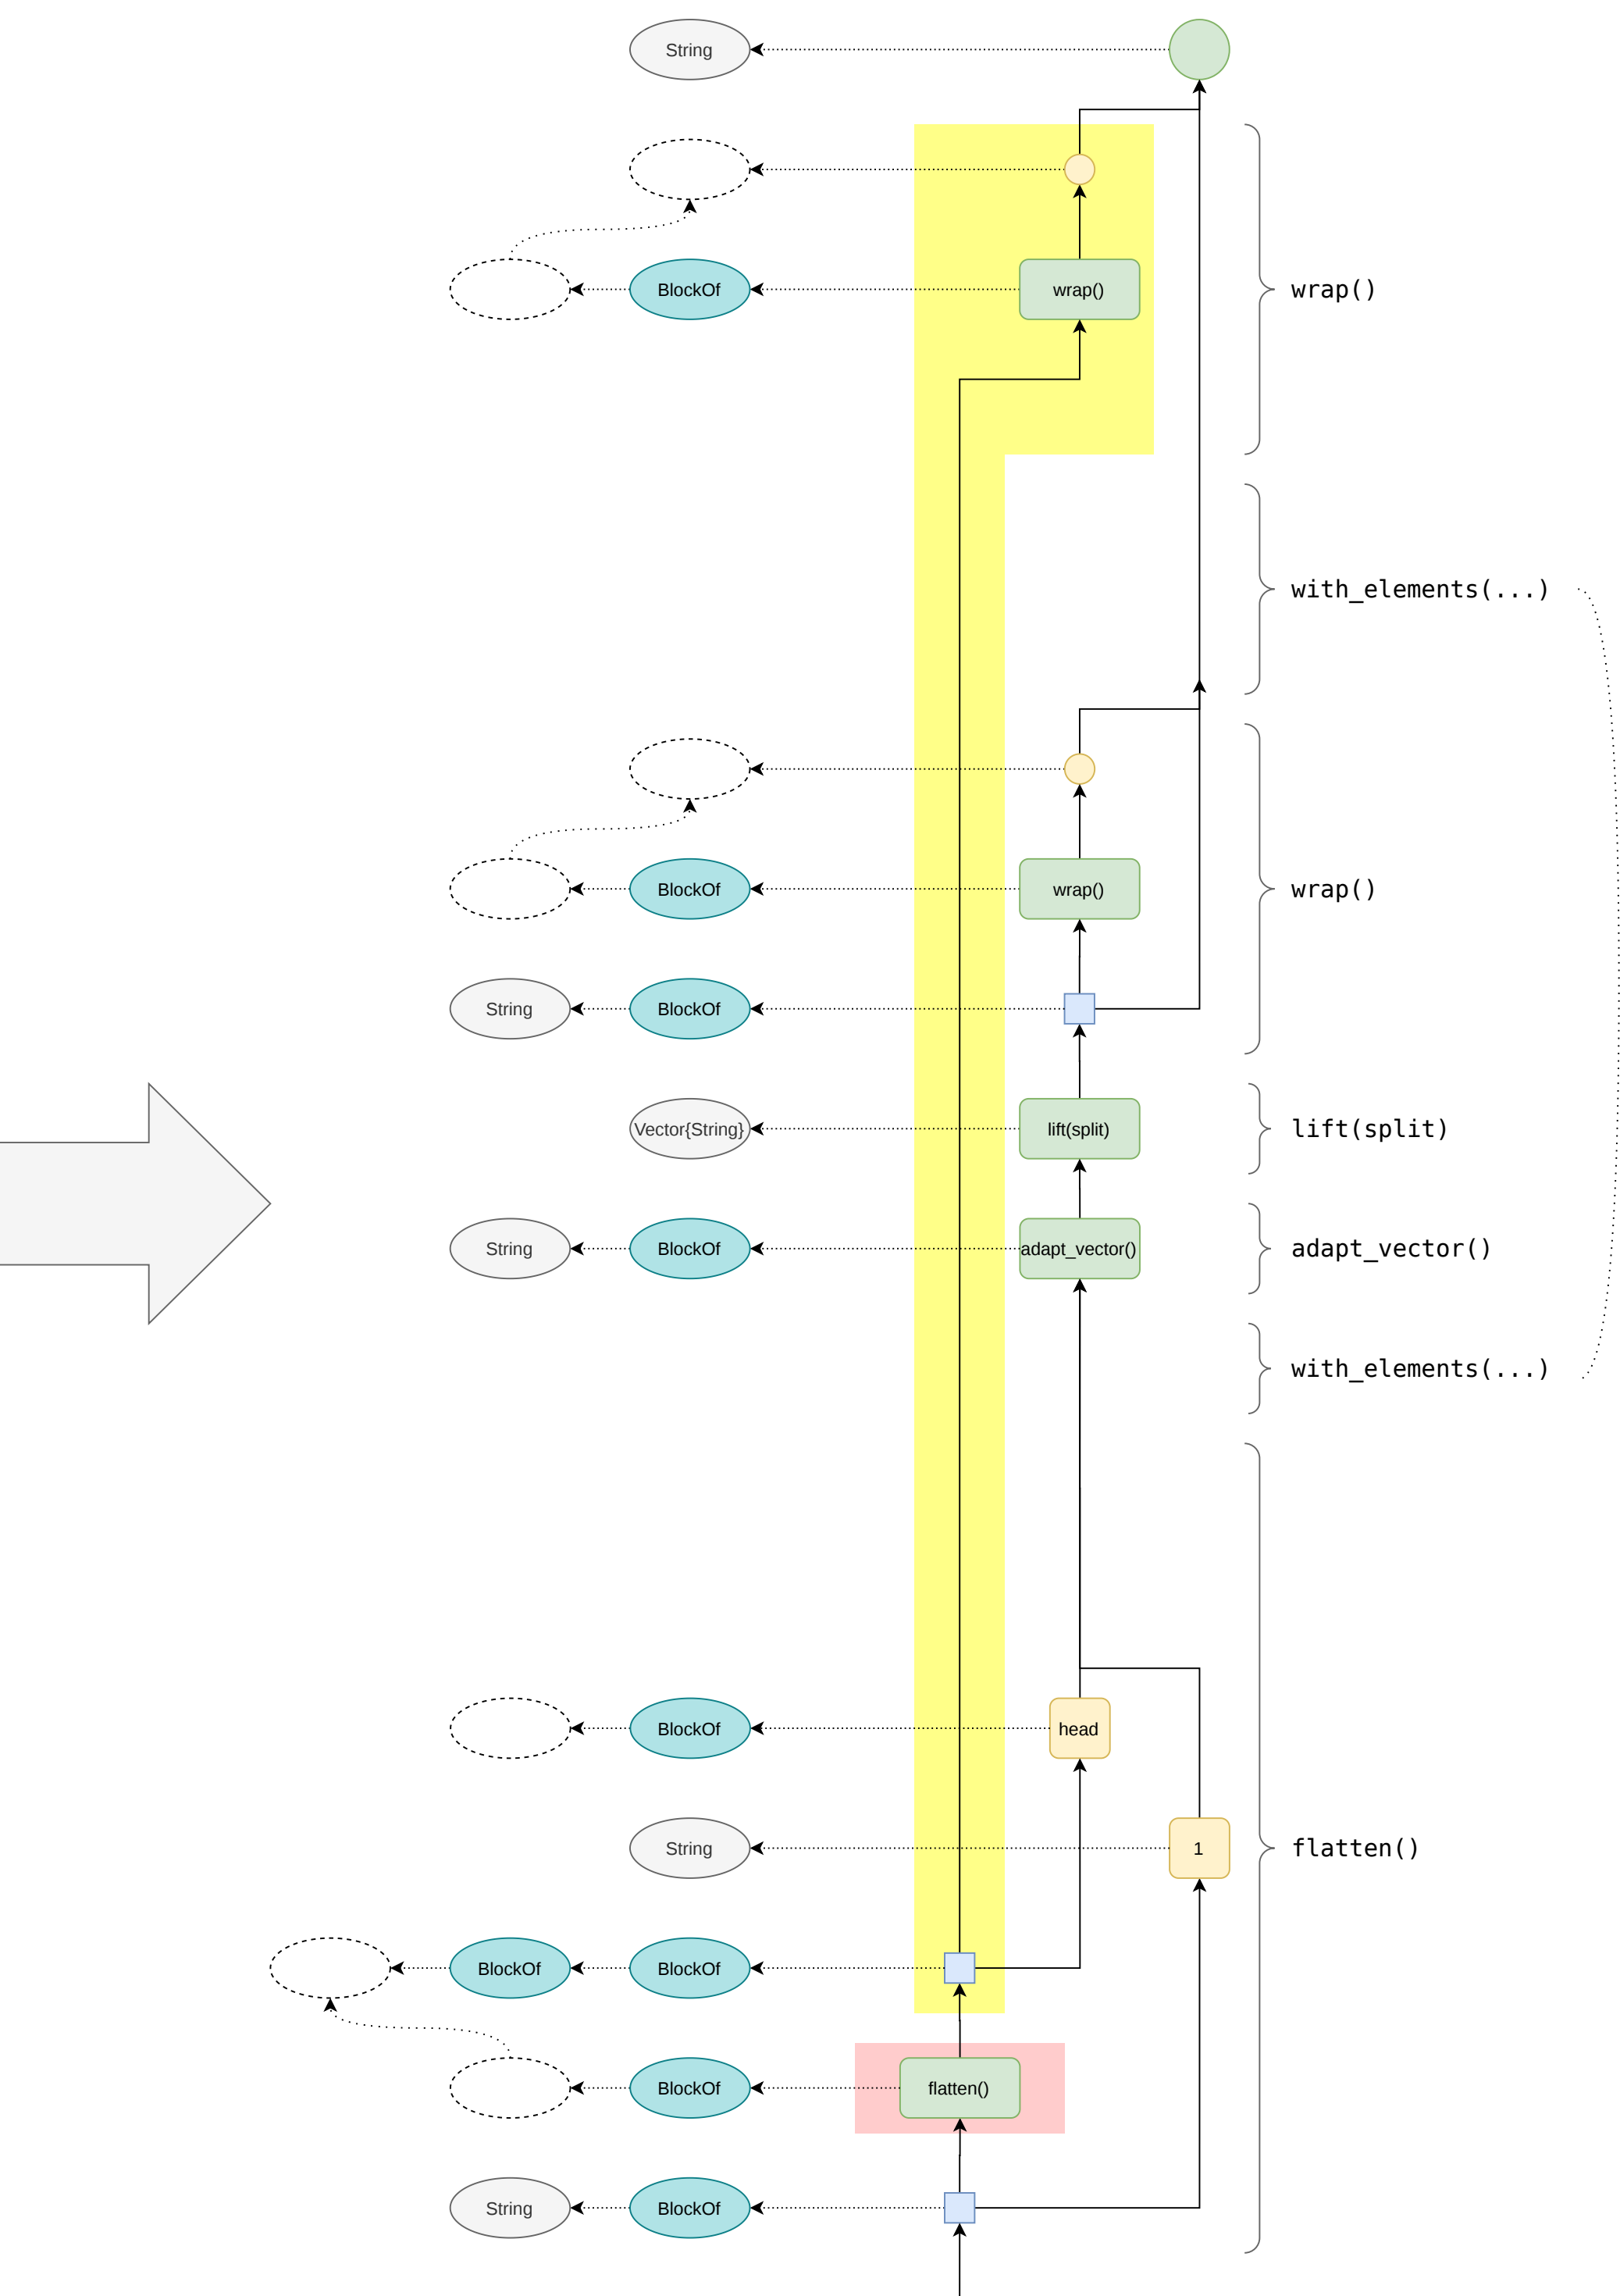 String
BlockOf
wrap()
wrap()
with_elements(...)
BlockOf
wrap()
wrap()
String
BlockOf
Vector{String}
lift(split)
lift(split)
String
BlockOf
adapt_vector()
adapt_vector()
with_elements(...)
BlockOf
head
String
1
flatten()
BlockOf
BlockOf
BlockOf
flatten()
String
BlockOf